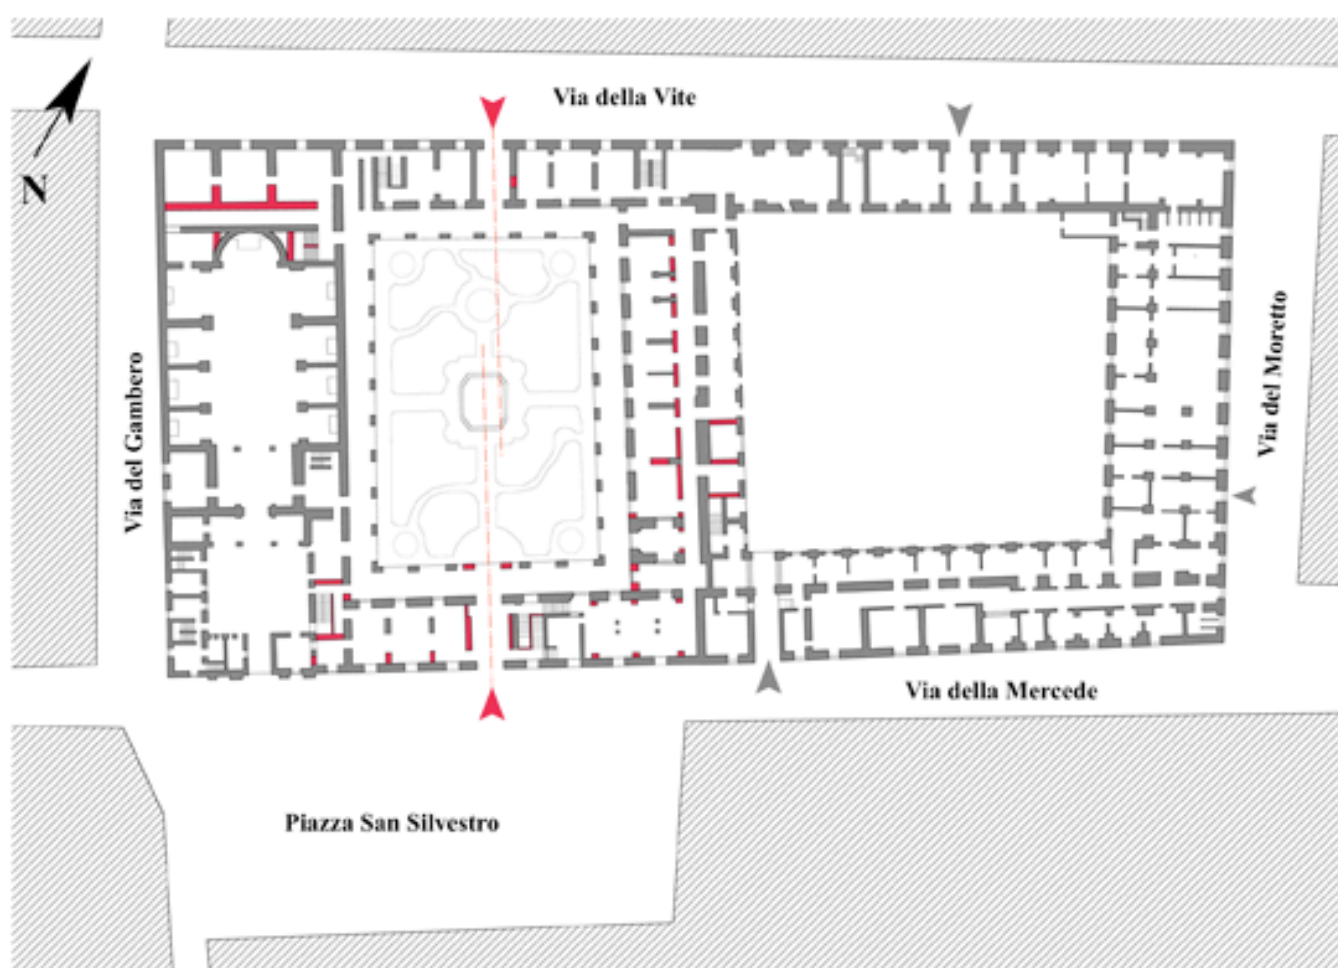 Via della Vite
N
Via del Gambero
Via del Moretto
Via della Mercede
Piazza San Silvestro